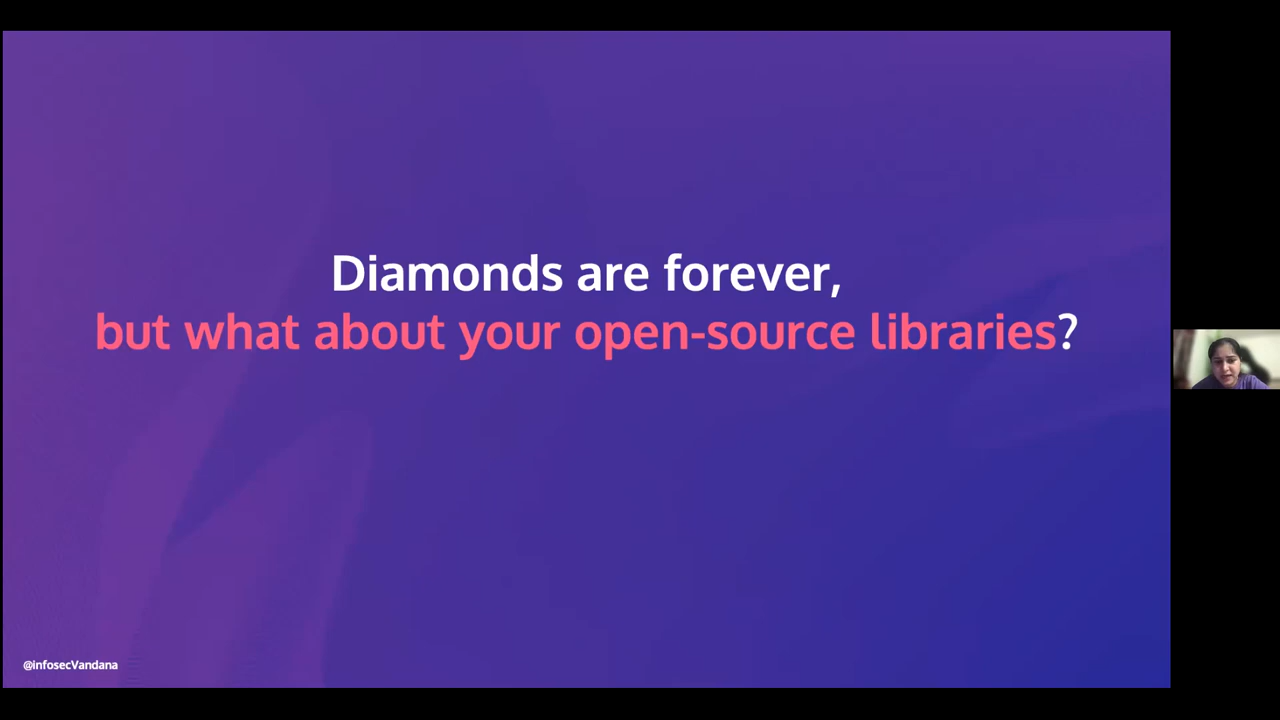 Diamonds are forever,
but what about your open-source libraries?
@infosecVandana